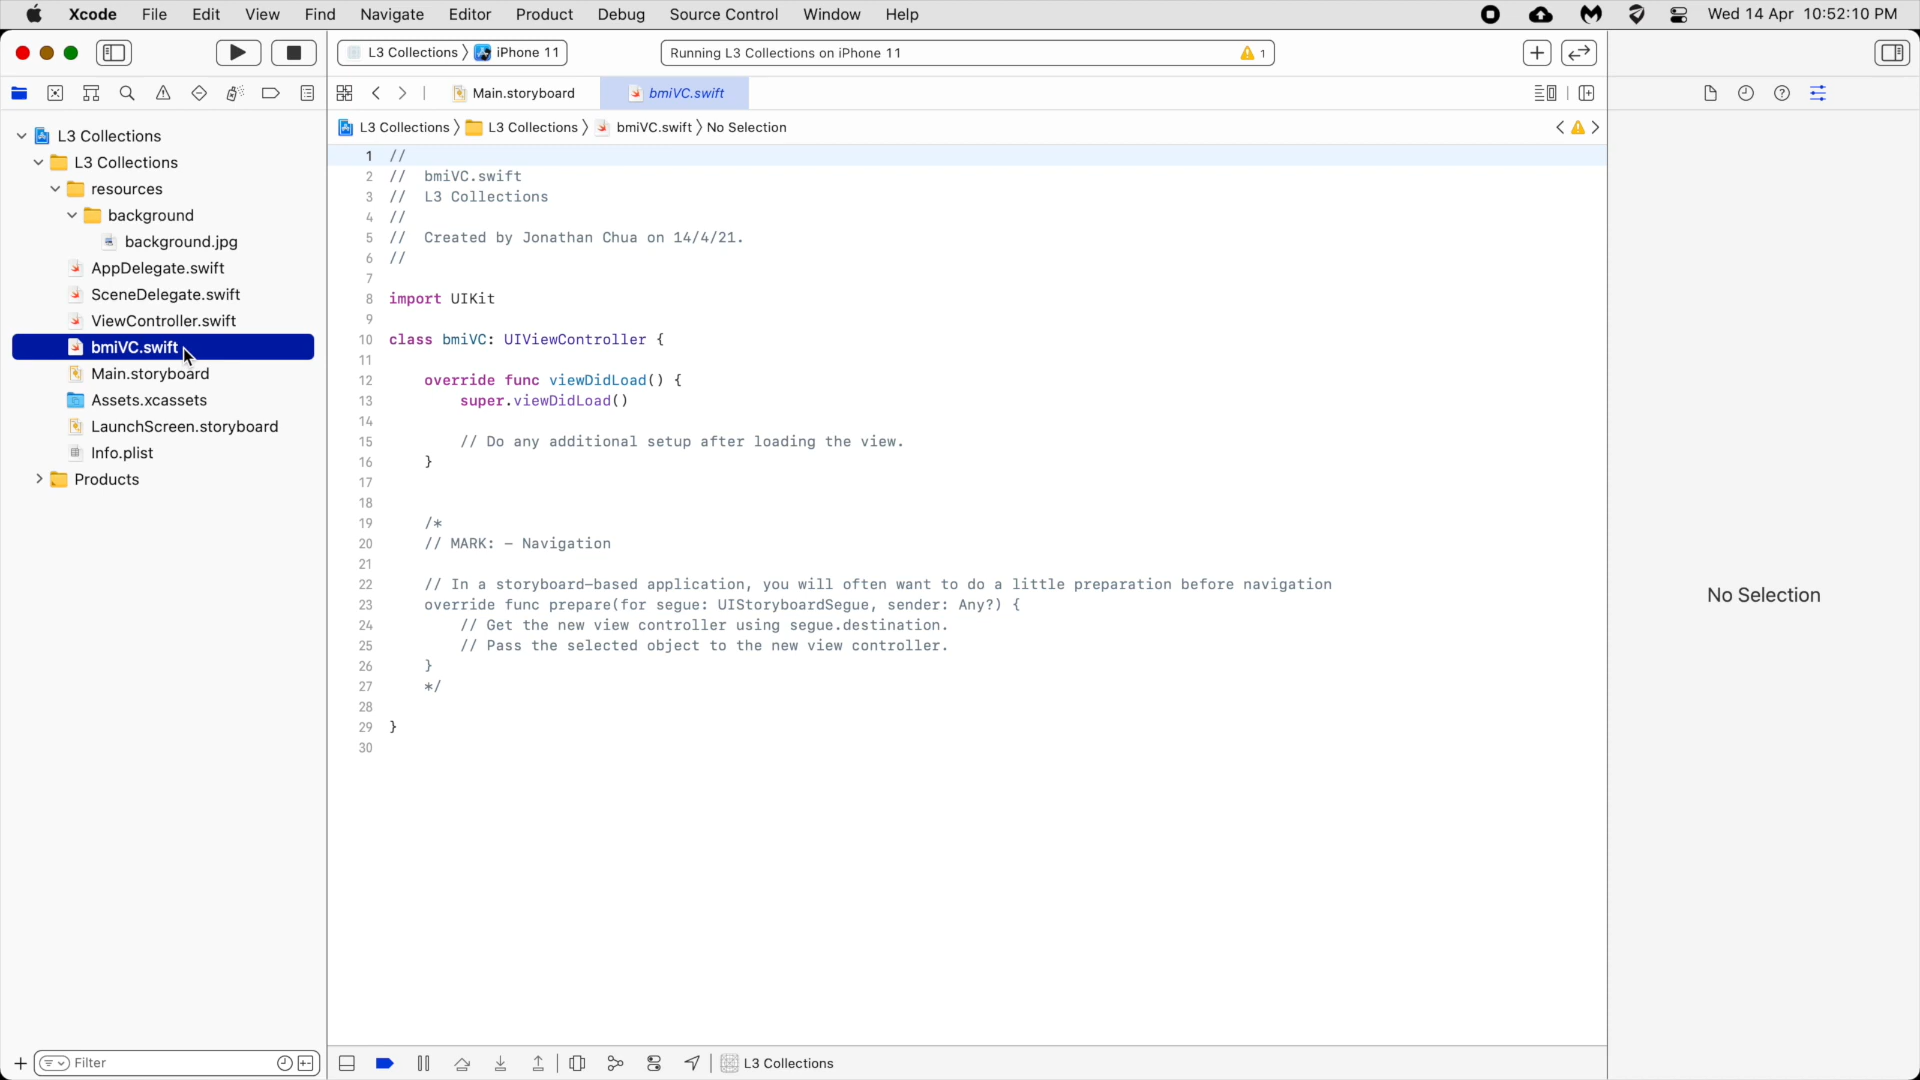 Xcode File Edit View Find Navigate Editor Product Debug Source Control Window Help Wed 14 Apr 10:52:10 PM
L3 Collections 〉 iPhone 11 Running L3 Collections on iPhone 11 1
Main.storyboard bmiVC.swift
L3 Collections 〉 L3 Collections 〉 bmiVC.swift 〉 No Selection
L3 Collections
L3 Collections
resources
background
background.jpg
AppDelegate.swift
SceneDelegate.swift
ViewController.swift
bmiVC.swift
Main.storyboard
Assets.xcassets
LaunchScreen.storyboard
Info.plist
Products
Filter
1 //
2 // bmiVC.swift
3 // L3 Collections
4 //
5 // Created by Jonathan Chua on 14/4/21.
6 //
7
8 import UIKit
9
10 class bmiVC: UIViewController {
11
12 override func viewDidLoad() {
13 super.viewDidLoad()
14
15 // Do any additional setup after loading the view.
16 }
17
18
19 /*
20 // MARK: - Navigation
21
22 // In a storyboard-based application, you will often want to do a little preparation before navigation
23 override func prepare(for segue: UIStoryboardSegue, sender: Any?) {
24 // Get the new view controller using segue.destination.
25 // Pass the selected object to the new view controller.
26 }
27 */
28
29 }
30
L3 Collections
No Selection